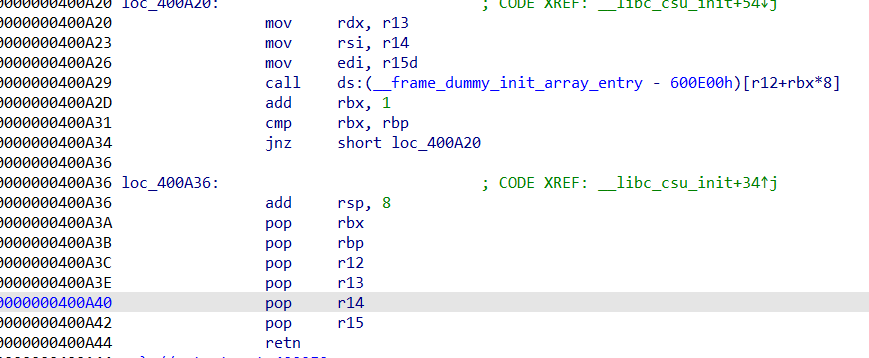 0000000400A20 loc_400A20: ; CODE XREF: __libc_csu_init+54↓j
0000000400A20 mov rdx, r13
0000000400A23 mov rsi, r14
0000000400A26 mov edi, r15d
0000000400A29 call ds:(__frame_dummy_init_array_entry - 600E00h)[r12+rbx*8]
0000000400A2D add rbx, 1
0000000400A31 cmp rbx, rbp
0000000400A34 jnz short loc_400A20
0000000400A36
0000000400A36 loc_400A36: ; CODE XREF: __libc_csu_init+34↑j
0000000400A36 add rsp, 8
0000000400A3A pop rbx
0000000400A3B pop rbp
0000000400A3C pop r12
0000000400A3E pop r13
0000000400A40 pop r14
0000000400A42 pop r15
0000000400A44 retn